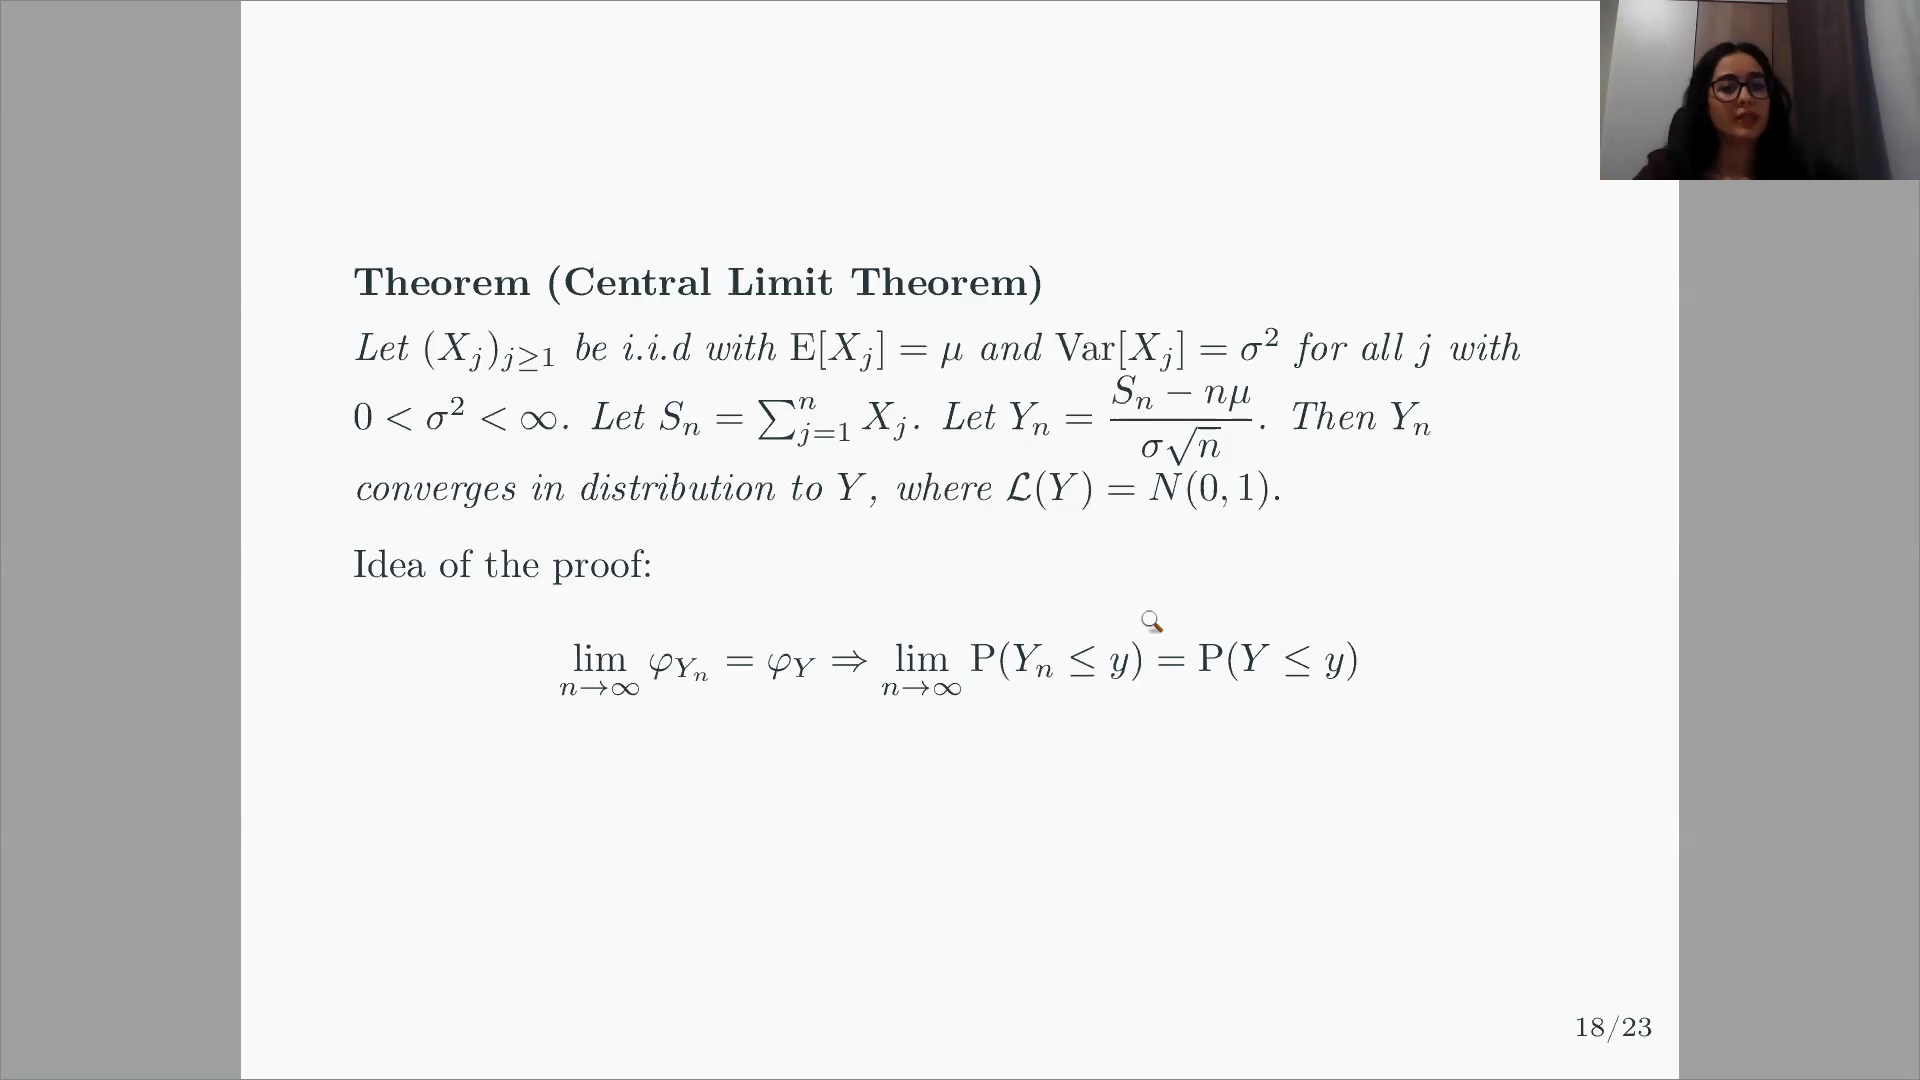 Theorem (Central Limit Theorem)
Let (X_j)_{j≥1} be i.i.d with E[X_j] = μ and Var[X_j] = σ² for all j with
0 < σ² < ∞. Let S_n = ∑_{j=1}^{n} X_j. Let Y_n = \frac{S_n − nμ}{σ√n}. Then Y_n
converges in distribution to Y, where ℒ(Y) = N(0, 1).
Idea of the proof:
lim_{n→∞} φ_{Y_n} = φ_Y ⇒ lim_{n→∞} P(Y_n ≤ y) = P(Y ≤ y)
18/23